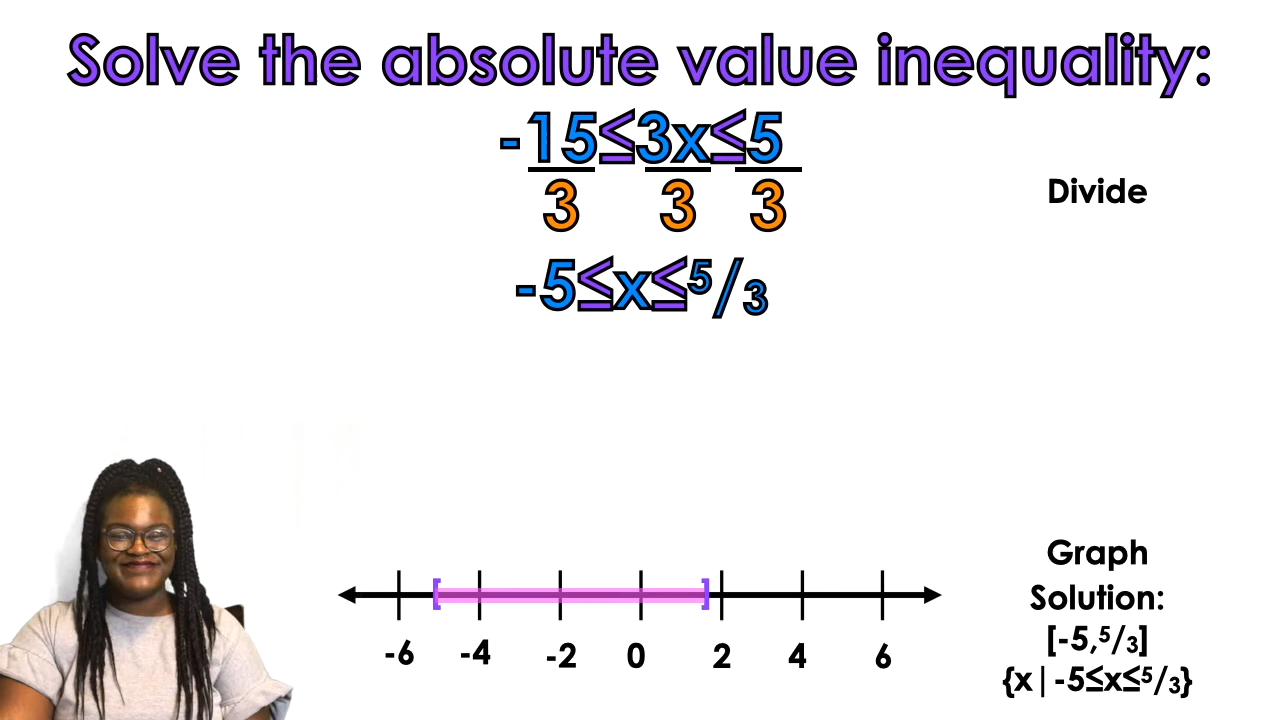 Solve the absolute value inequality:
-15≤3x≤5
3 3 3
Divide
-5≤x≤⁵/₃
-6 -4 -2 0 2 4 6
Graph
Solution:
[-5,⁵/₃]
{x|-5≤x≤⁵/₃}